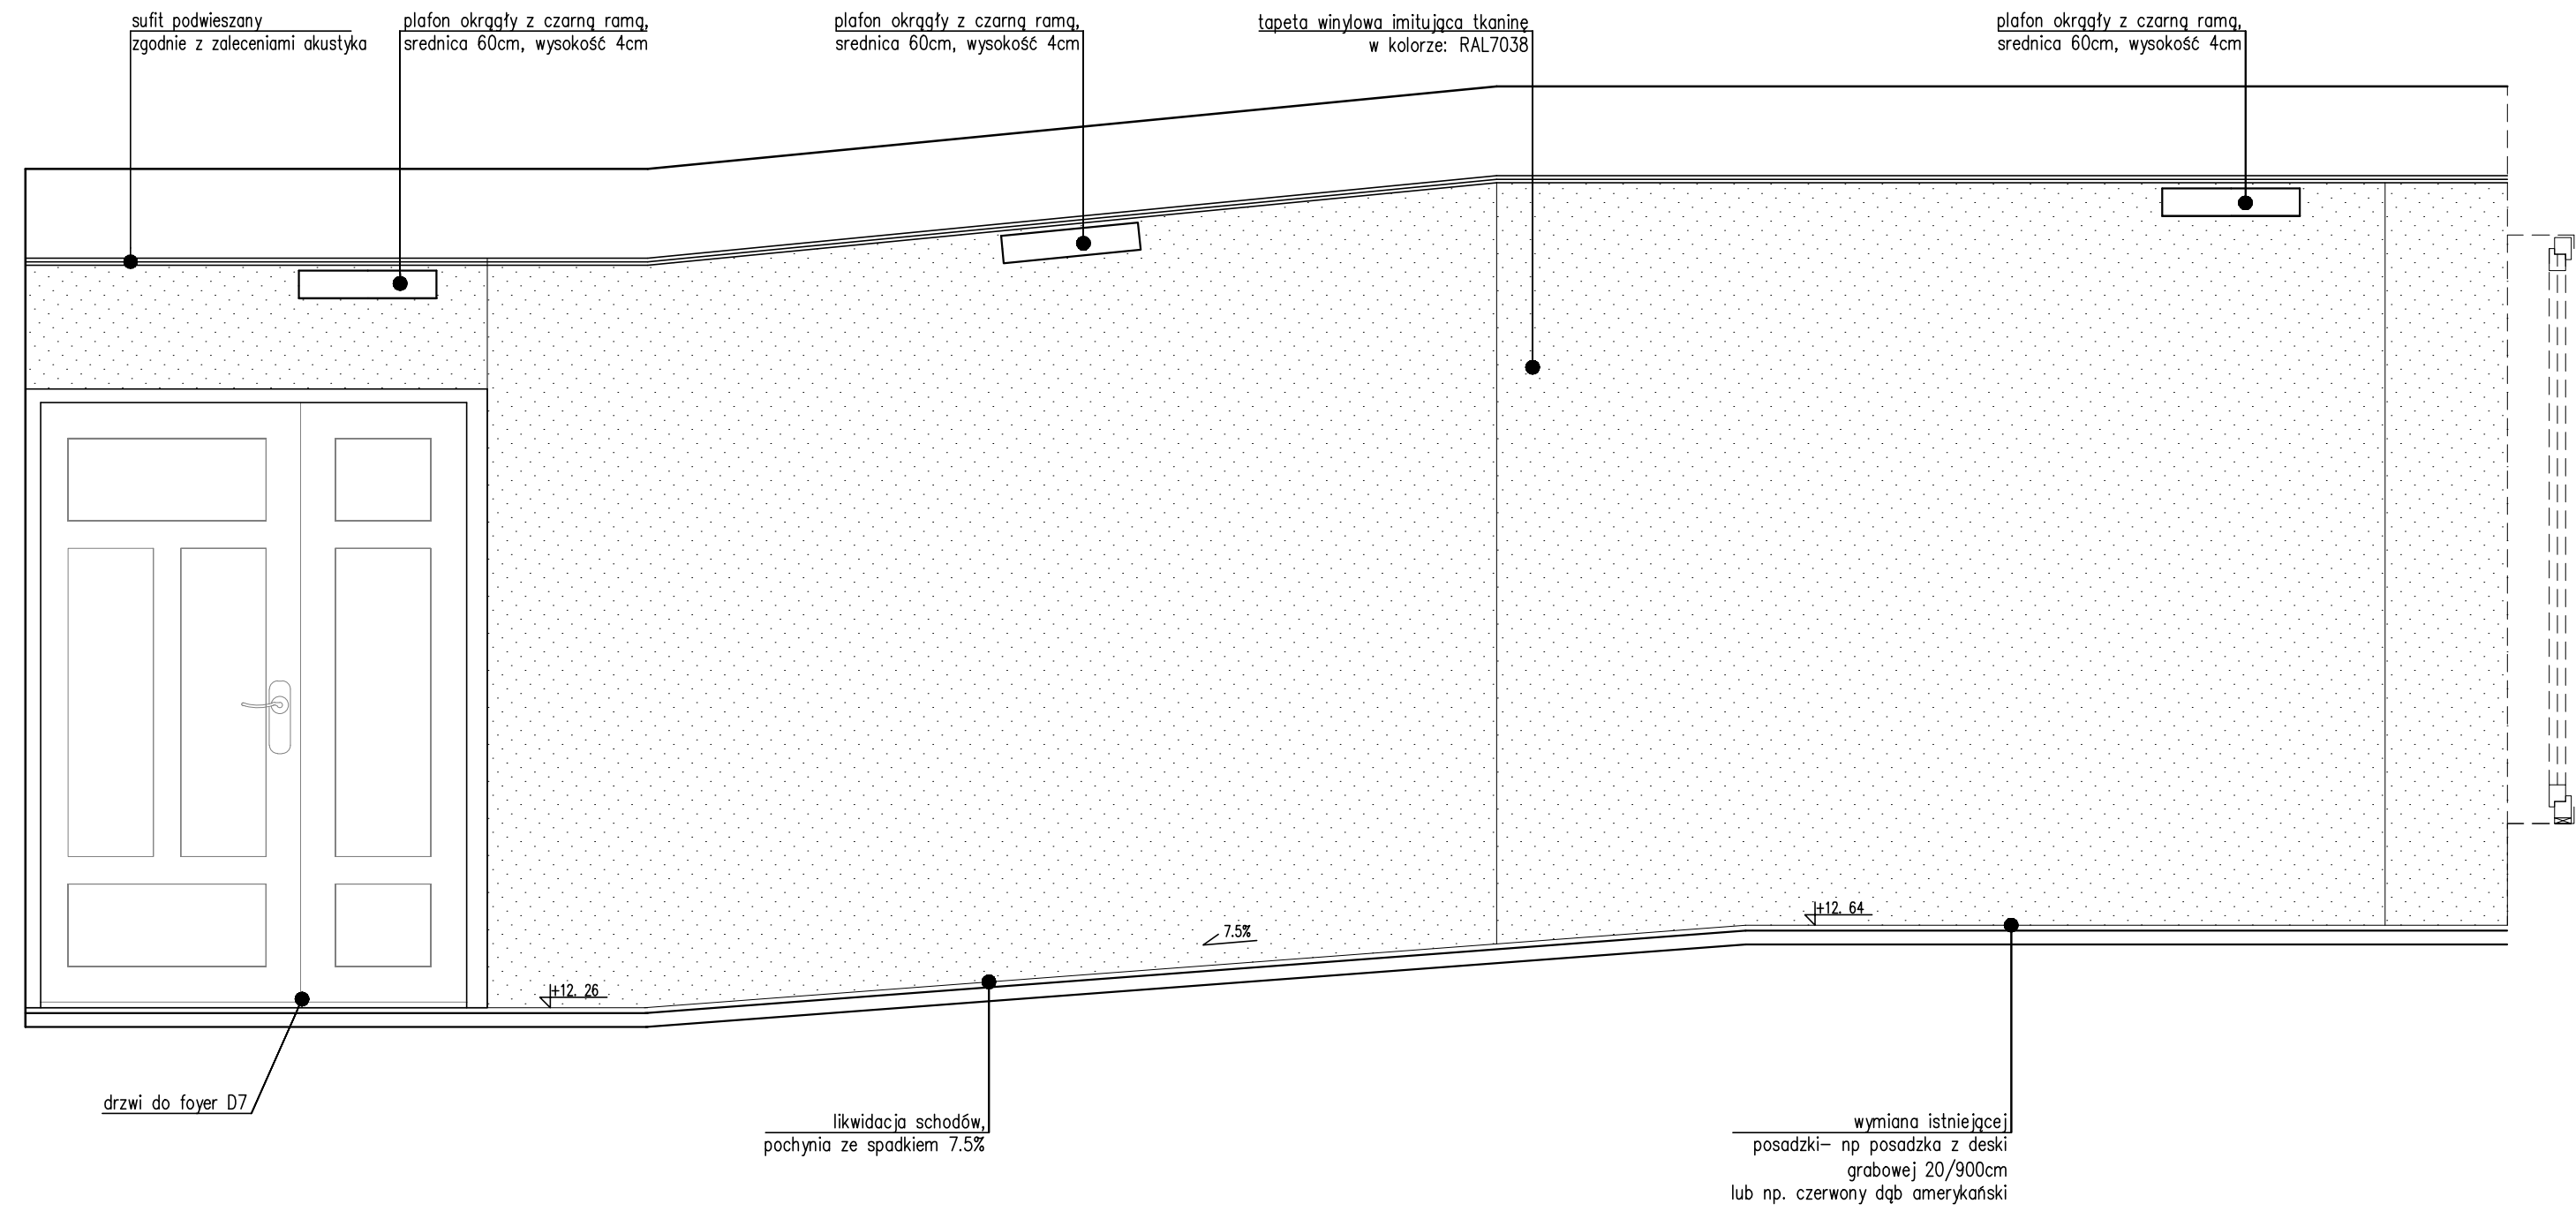 sufit podwieszany
zgodnie z zaleceniami akustyka
plafon okrągły z czarną ramą,
srednica 60cm, wysokość 4cm
plafon okrągły z czarną ramą,
srednica 60cm, wysokość 4cm
tapeta winylowa imitująca tkaninę
w kolorze: RAL7038
plafon okrągły z czarną ramą,
srednica 60cm, wysokość 4cm
+12. 64
7.5%
+12. 26
drzwi do foyer D7
likwidacja schodów,
pochynia ze spadkiem 7.5%
wymiana istniejącej
posadzki– np posadzka z deski
grabowej 20/900cm
lub np. czerwony dąb amerykański